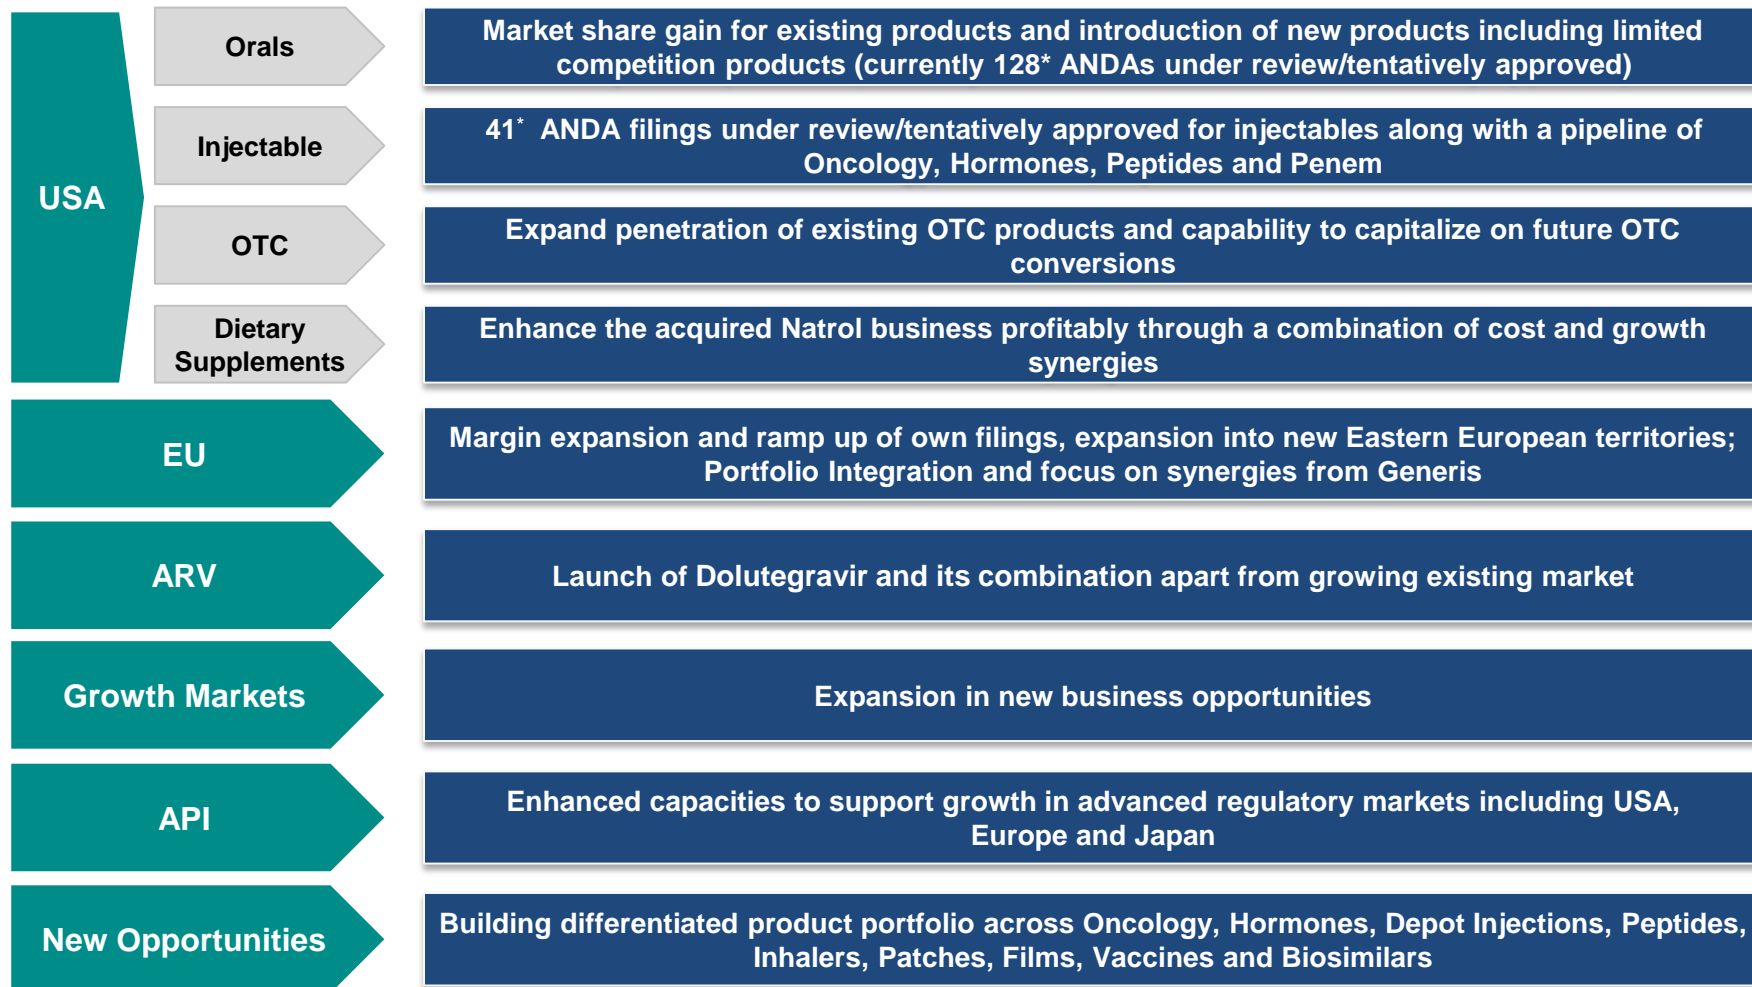 USA
Orals
Market share gain for existing products and introduction of new products including limited
competition products (currently 128* ANDAs under review/tentatively approved)
Injectable
41* ANDA filings under review/tentatively approved for injectables along with a pipeline of
Oncology, Hormones, Peptides and Penem
OTC
Expand penetration of existing OTC products and capability to capitalize on future OTC
conversions
Dietary
Supplements
Enhance the acquired Natrol business profitably through a combination of cost and growth
synergies
EU
Margin expansion and ramp up of own filings, expansion into new Eastern European territories;
Portfolio Integration and focus on synergies from Generis
ARV
Launch of Dolutegravir and its combination apart from growing existing market
Growth Markets
Expansion in new business opportunities
API
Enhanced capacities to support growth in advanced regulatory markets including USA,
Europe and Japan
New Opportunities
Building differentiated product portfolio across Oncology, Hormones, Depot Injections, Peptides,
Inhalers, Patches, Films, Vaccines and Biosimilars